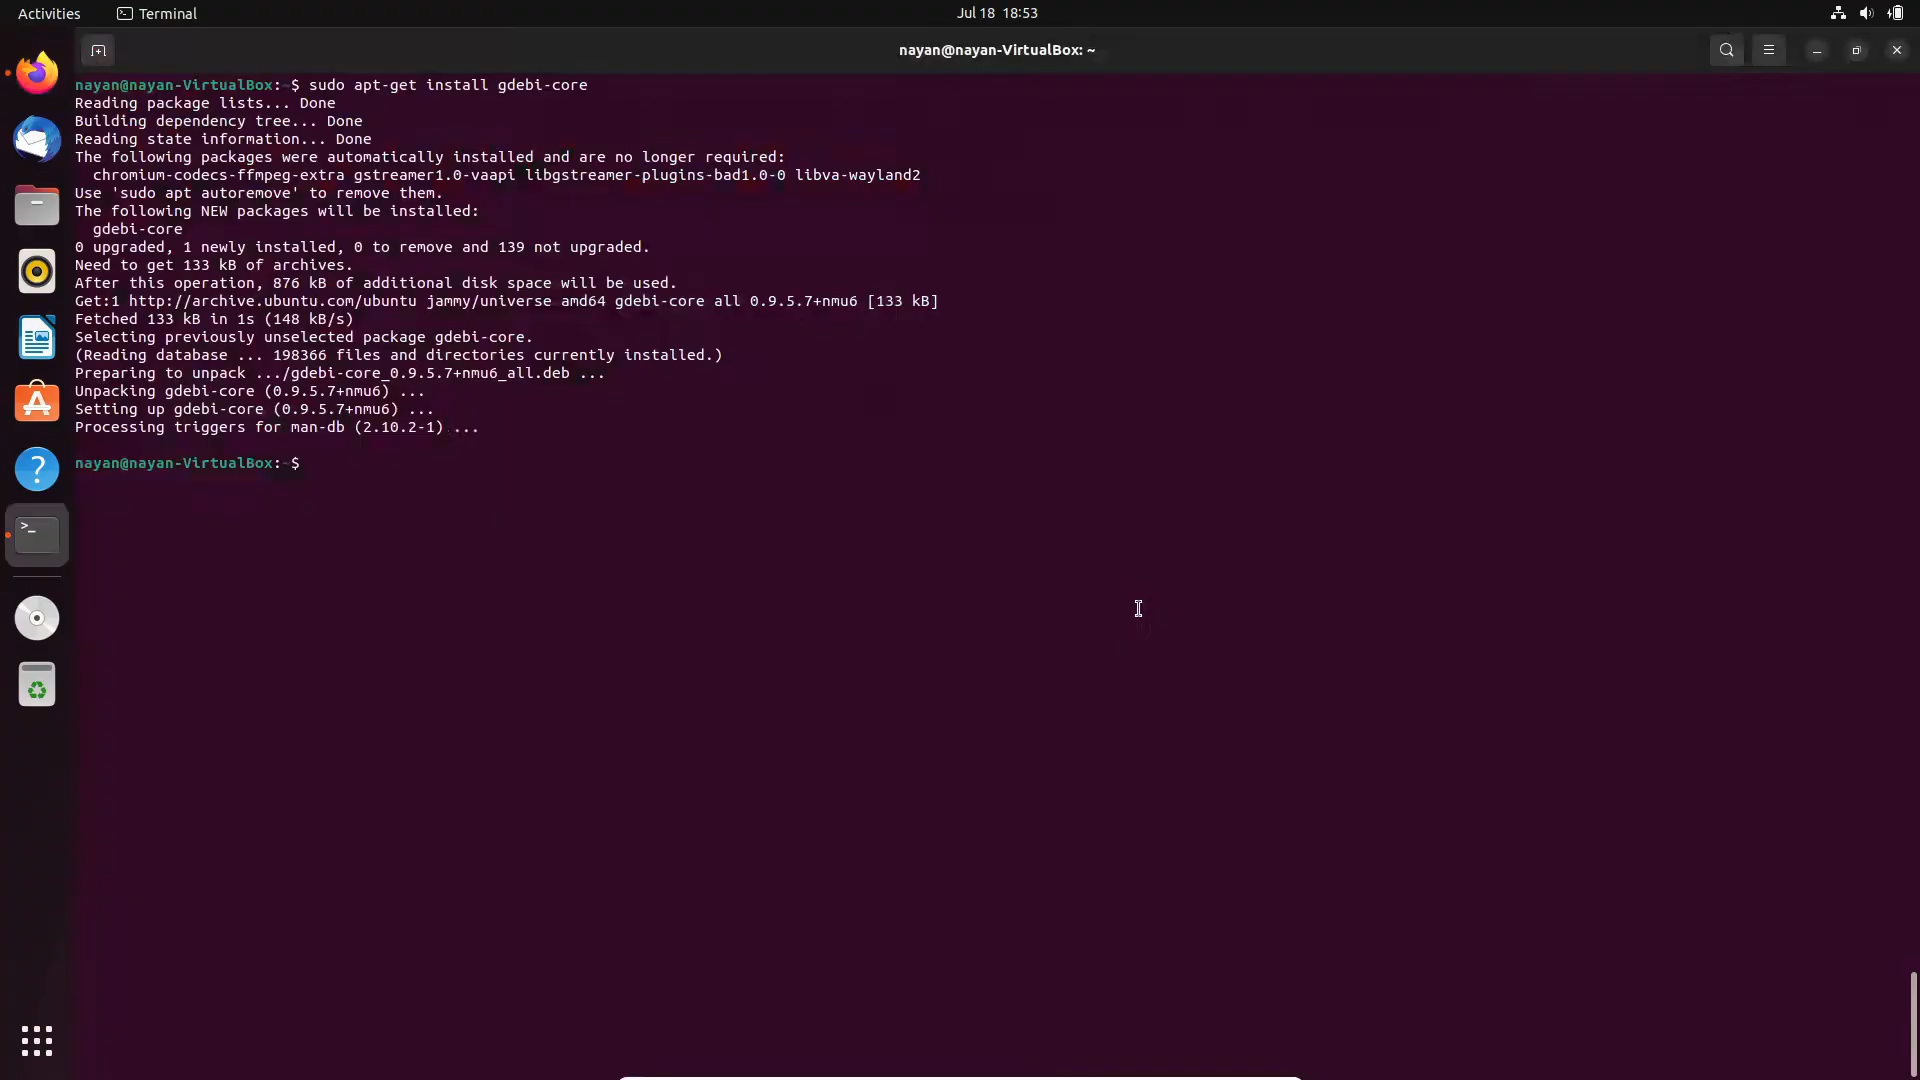 Activities Terminal Jul 18 18:53
nayan@nayan-VirtualBox: ~
nayan@nayan-VirtualBox:~$ sudo apt-get install gdebi-core
Reading package lists... Done
Building dependency tree... Done
Reading state information... Done
The following packages were automatically installed and are no longer required:
  chromium-codecs-ffmpeg-extra gstreamer1.0-vaapi libgstreamer-plugins-bad1.0-0 libva-wayland2
Use 'sudo apt autoremove' to remove them.
The following NEW packages will be installed:
  gdebi-core
0 upgraded, 1 newly installed, 0 to remove and 139 not upgraded.
Need to get 133 kB of archives.
After this operation, 876 kB of additional disk space will be used.
Get:1 http://archive.ubuntu.com/ubuntu jammy/universe amd64 gdebi-core all 0.9.5.7+nmu6 [133 kB]
Fetched 133 kB in 1s (148 kB/s)
Selecting previously unselected package gdebi-core.
(Reading database ... 198366 files and directories currently installed.)
Preparing to unpack .../gdebi-core_0.9.5.7+nmu6_all.deb ...
Unpacking gdebi-core (0.9.5.7+nmu6) ...
Setting up gdebi-core (0.9.5.7+nmu6) ...
Processing triggers for man-db (2.10.2-1) ...
nayan@nayan-VirtualBox:~$